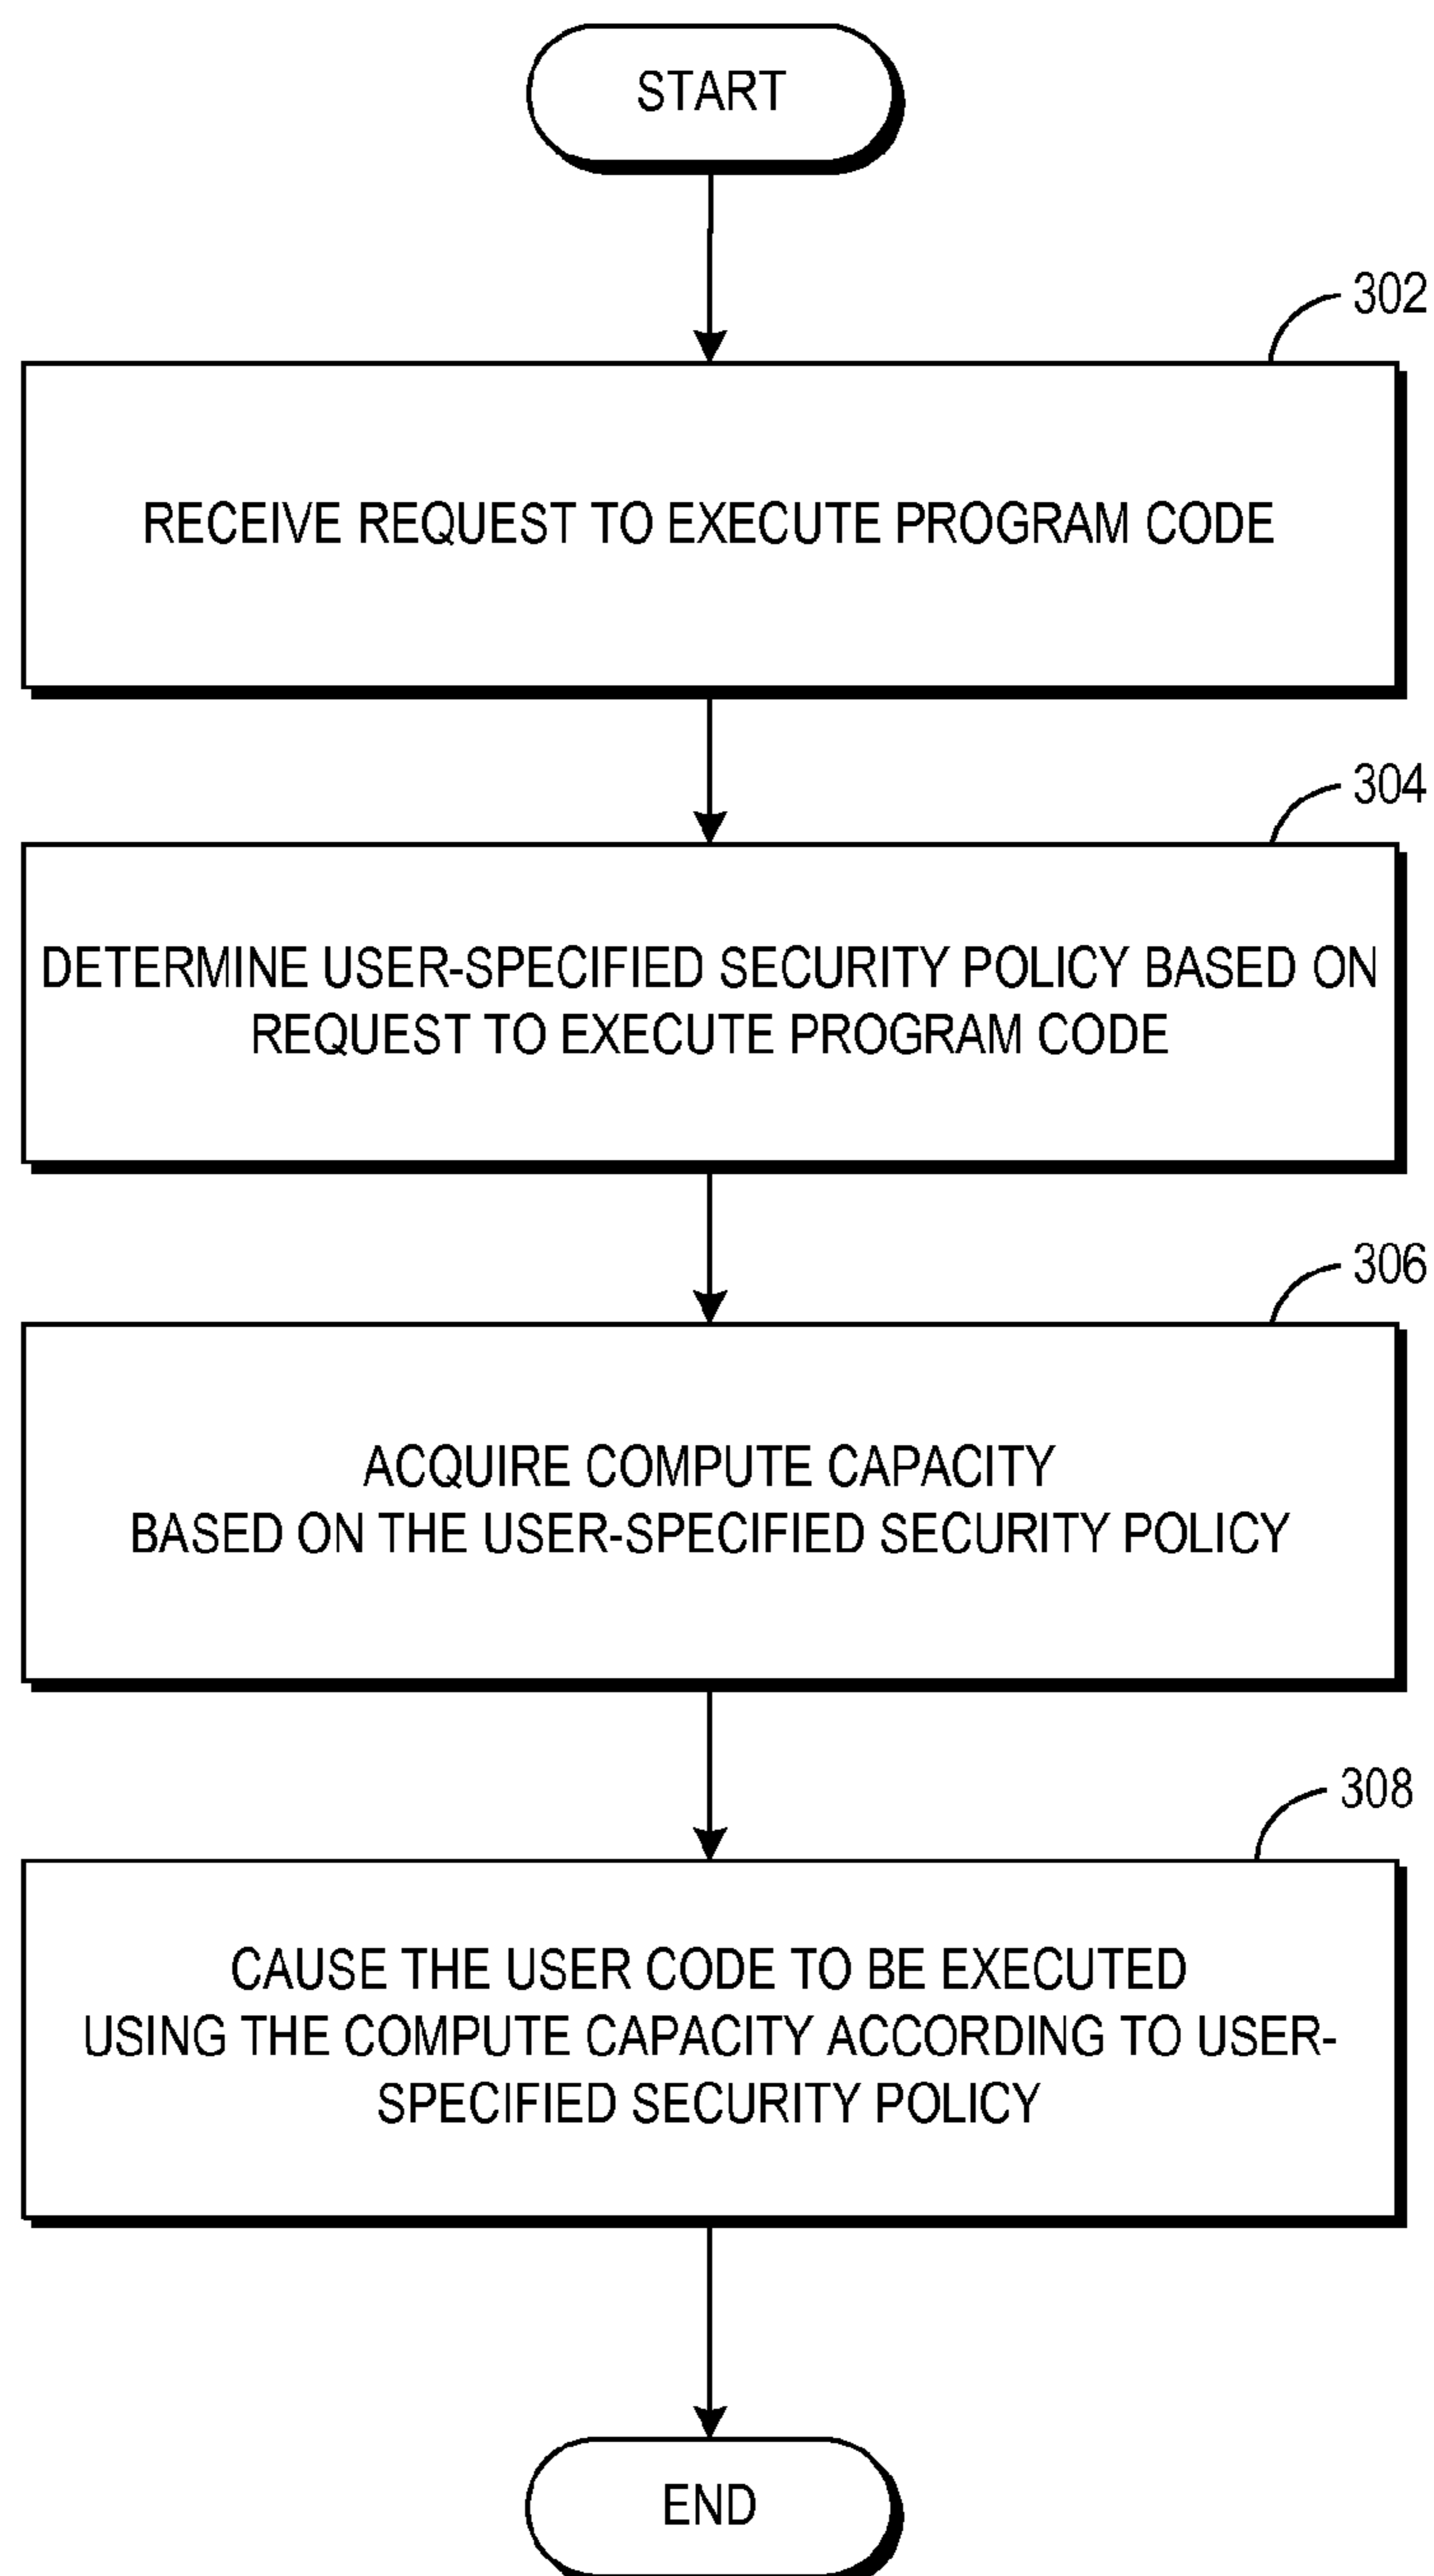 START
302
RECEIVE REQUEST TO EXECUTE PROGRAM CODE
304
DETERMINE USER-SPECIFIED SECURITY POLICY BASED ON
REQUEST TO EXECUTE PROGRAM CODE
306
ACQUIRE COMPUTE CAPACITY
BASED ON THE USER-SPECIFIED SECURITY POLICY
308
CAUSE THE USER CODE TO BE EXECUTED
USING THE COMPUTE CAPACITY ACCORDING TO USER-
SPECIFIED SECURITY POLICY
END